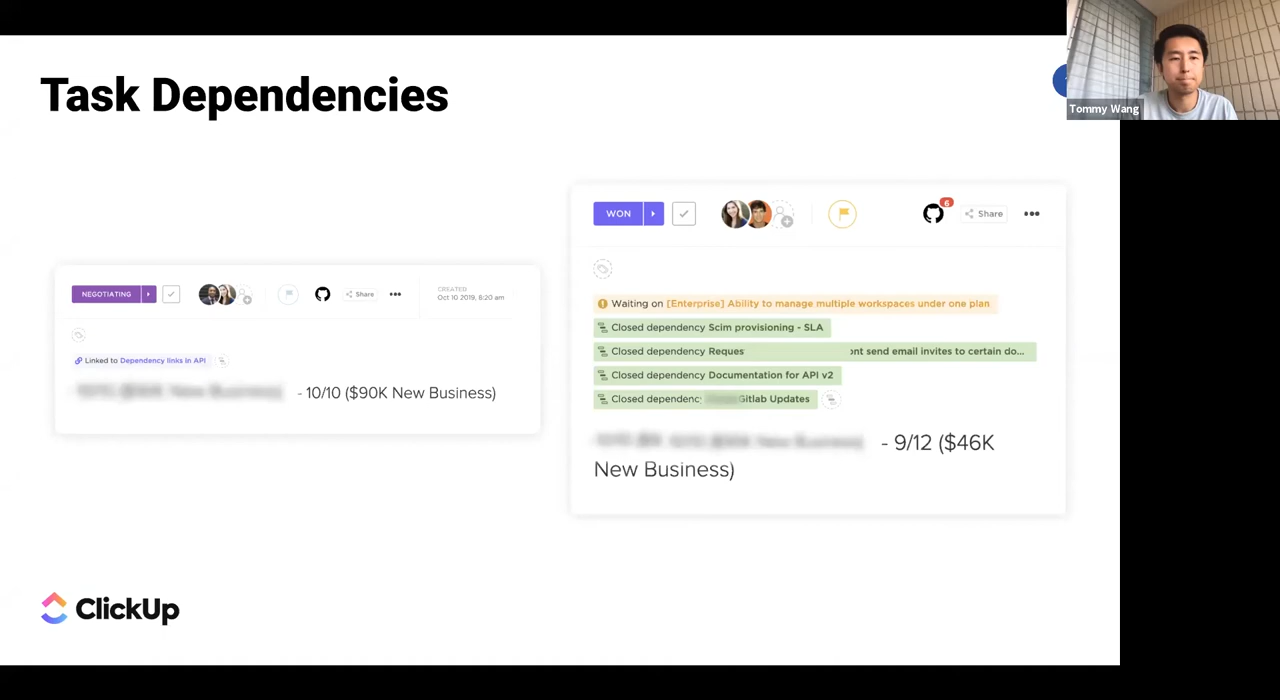 Task Dependencies
Tommy Wang
NEGOTIATING
Share
CREATED
Oct 10 2019, 8:20 am
Linked to Dependency links in API
- 10/10 ($90K New Business)
WON
6
Share
Waiting on [Enterprise] Ability to manage multiple workspaces under one plan
Closed dependency Scim provisioning - SLA
Closed dependency Reques ont send email invites to certain do...
Closed dependency Documentation for API v2
Closed dependenc Gitlab Updates
- 9/12 ($46K
New Business)
ClickUp